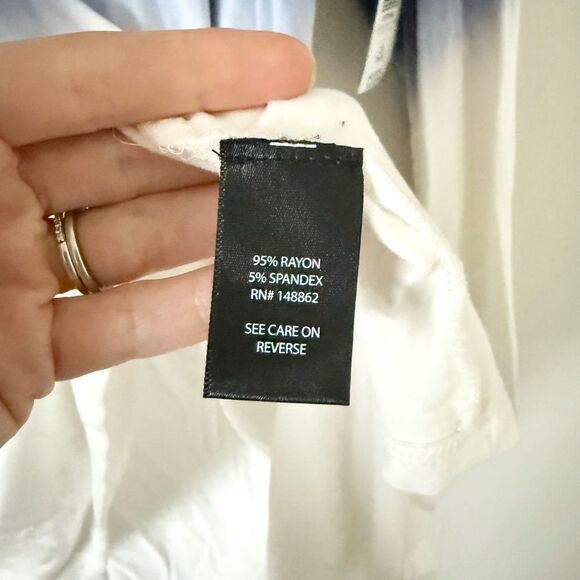 95% RAYON
5% SPANDEX
RN# 148862
SEE CARE ON
REVERSE